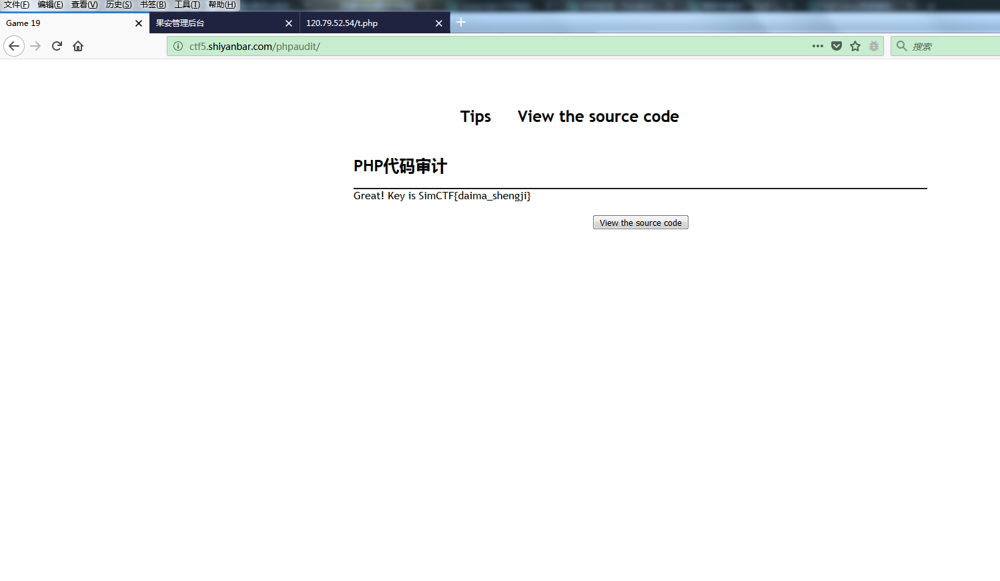 文件(F) 编辑(E) 查看(V) 历史(S) 书签(B) 工具(T) 帮助(H)
Game 19 果安管理后台 120.79.52.54/t.php
ctf5.shiyanbar.com/phpaudit/ 搜索
Tips View the source code
PHP代码审计
Great! Key is SimCTF{daima_shengji}
View the source code